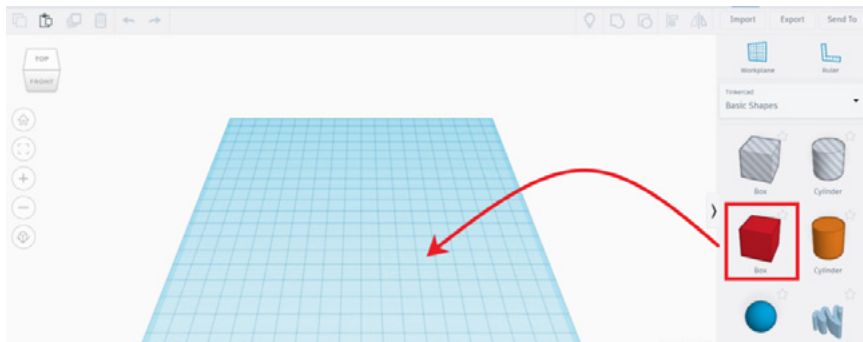 Import Export Send To
TOP
FRONT
Workplane Ruler
Tinkercad
Basic Shapes
Box Cylinder
Box Cylinder